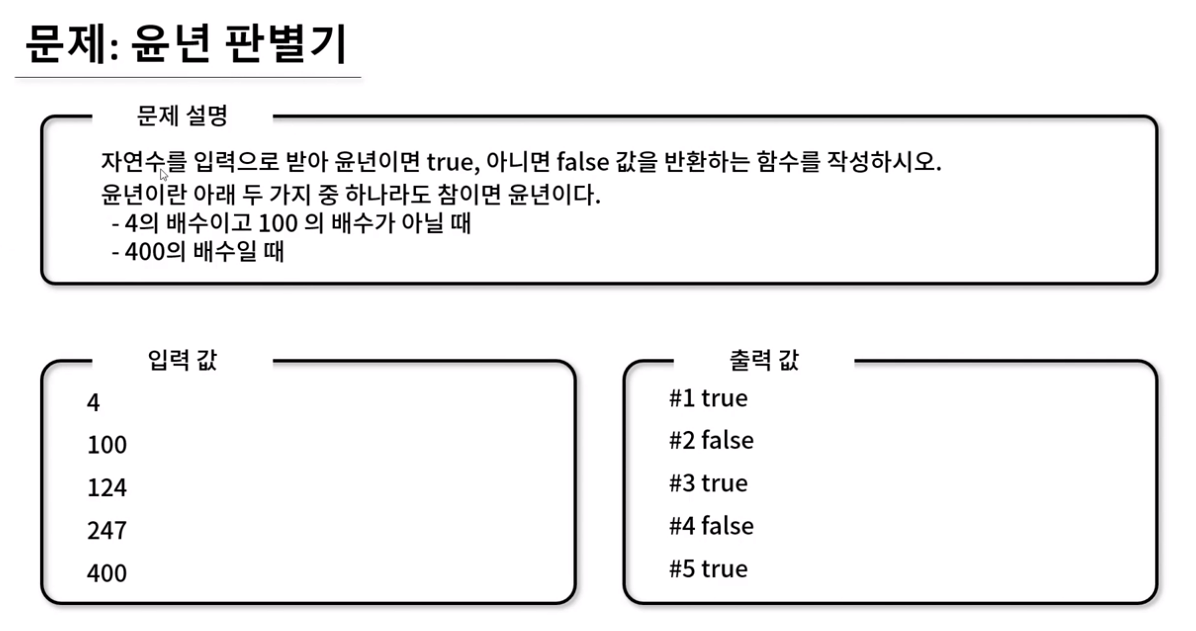 문제: 윤년 판별기
문제 설명
자연수를 입력으로 받아 윤년이면 true, 아니면 false 값을 반환하는 함수를 작성하시오.
윤년이란 아래 두 가지 중 하나라도 참이면 윤년이다.
- 4의 배수이고 100 의 배수가 아닐 때
- 400의 배수일 때
입력 값
4
100
124
247
400
출력 값
#1 true
#2 false
#3 true
#4 false
#5 true